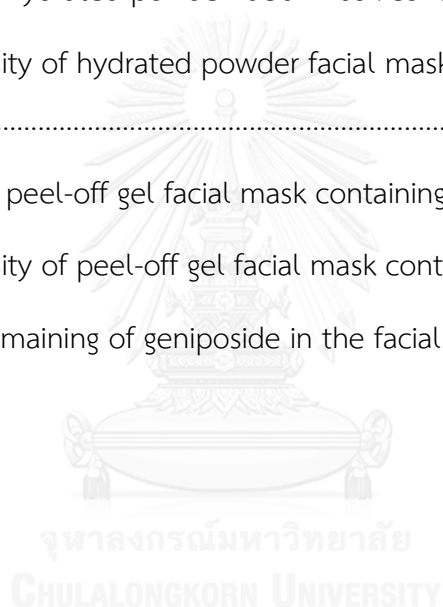 sity of hydrated powder facial mask
................................................................
peel-off gel facial mask containing
sity of peel-off gel facial mask cont
maining of geniposide in the facial
จุฬาลงกรณ์มหาวิทยาลัย
CHULALONGKORN UNIVERSITY